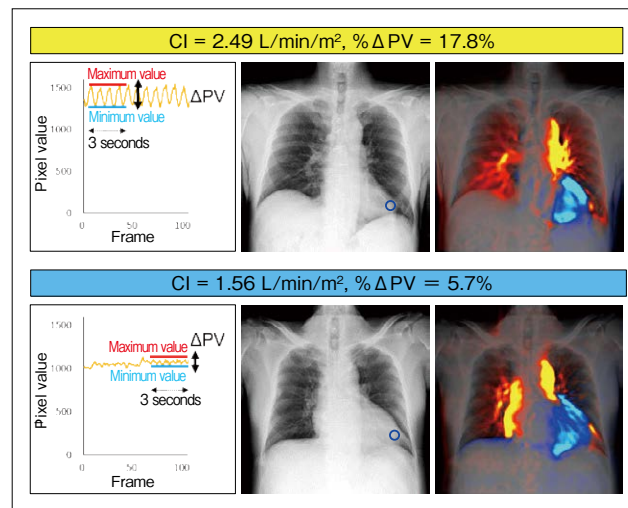 CI = 2.49 L/min/m², %ΔPV = 17.8%
Maximum value
1500
ΔPV
Minimum value
1000
3 seconds
Pixel value
500
0
0 50 100
Frame
CI = 1.56 L/min/m², %ΔPV = 5.7%
1500
ΔPV
Maximum value
1000
Minimum value
3 seconds
Pixel value
500
0
0 50 100
Frame